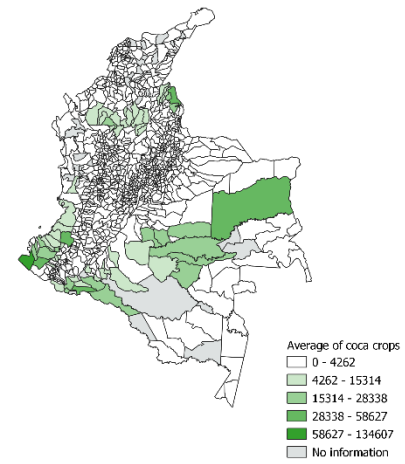 Average of coca crops
0 - 4262
4262 - 15314
15314 - 28338
28338 - 58627
58627 - 134607
No information